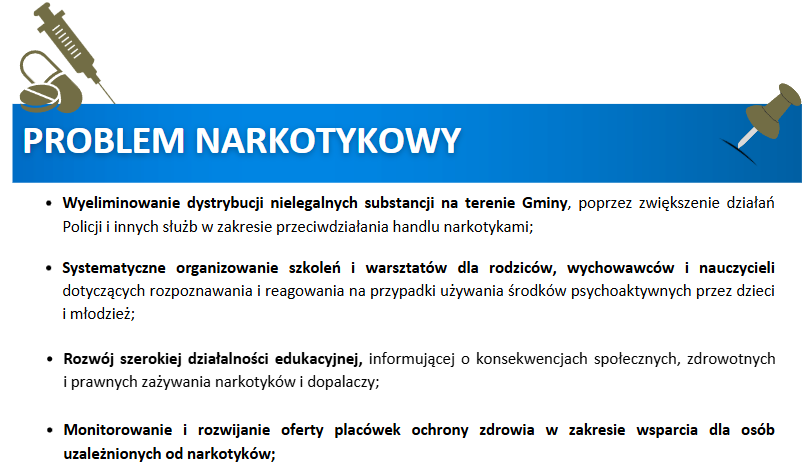 PROBLEM NARKOTYKOWY
• Wyeliminowanie dystrybucji nielegalnych substancji na terenie Gminy, poprzez zwiększenie działań
Policji i innych służb w zakresie przeciwdziałania handlu narkotykami;
• Systematyczne organizowanie szkoleń i warsztatów dla rodziców, wychowawców i nauczycieli
dotyczących rozpoznawania i reagowania na przypadki używania środków psychoaktywnych przez dzieci
i młodzież;
• Rozwój szerokiej działalności edukacyjnej, informującej o konsekwencjach społecznych, zdrowotnych
i prawnych zażywania narkotyków i dopalaczy;
• Monitorowanie i rozwijanie oferty placówek ochrony zdrowia w zakresie wsparcia dla osób
uzależnionych od narkotyków;